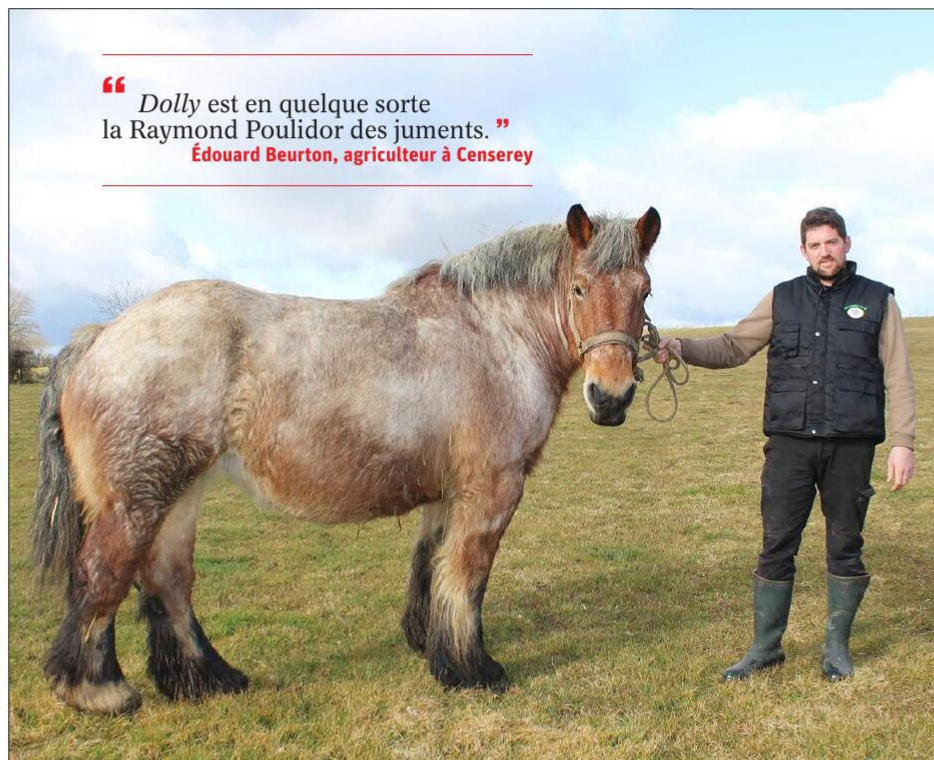 “ Dolly est en quelque sorte
la Raymond Poulidor des juments. ”
Édouard Beurton, agriculteur à Censerey